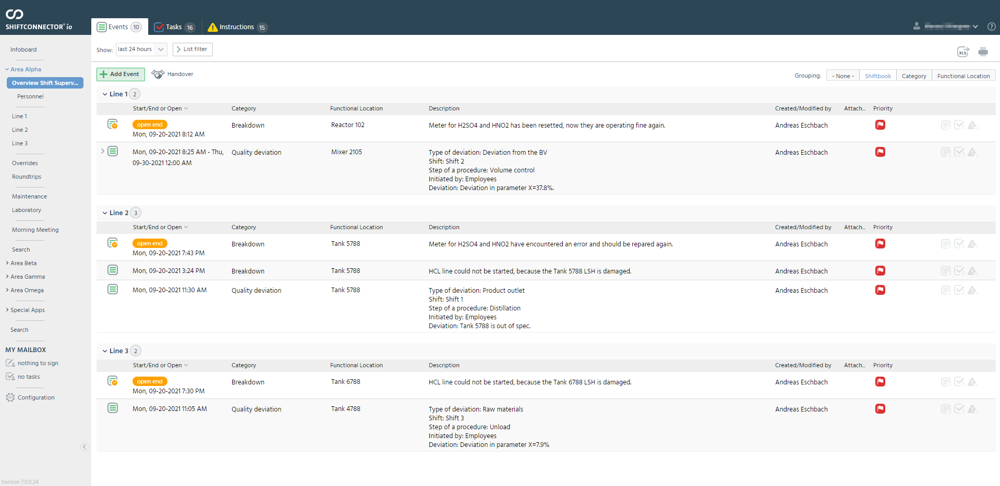 SHIFTCONNECTOR® io
Events 10
Tasks 16
Instructions 15
Infoboard
Area Alpha
Overview Shift Superv...
Personnel
Line 1
Line 2
Line 3
Overrides
Roundtrips
Maintenance
Laboratory
Morning Meeting
Search
Area Beta
Area Gamma
Area Omega
Special Apps
Search
MY MAILBOX
nothing to sign
no tasks
Configuration
Version 7.9.0.24
Show: last 24 hours List filter
XLS
Add Event Handover
Grouping: - None - Shiftbook Category Functional Location
Line 1 2
Start/End or Open Category Functional Location Description Created/Modified by Attach... Priority
open end
Mon, 09-20-2021 8:12 AM Breakdown Reactor 102 Meter for H2SO4 and HNO2 has been resetted, now they are operating fine again. Andreas Eschbach
Mon, 09-20-2021 8:25 AM - Thu, Quality deviation Mixer 2105 Type of deviation: Deviation from the BV Andreas Eschbach
09-30-2021 12:00 AM Shift: Shift 2
Step of a procedure: Volume control
Initiated by: Employees
Deviation: Deviation in parameter X=37.8%.
Line 2 3
Start/End or Open Category Functional Location Description Created/Modified by Attach... Priority
open end
Mon, 09-20-2021 7:43 PM Breakdown Tank 5788 Meter for H2SO4 and HNO2 have encountered an error and should be repared again. Andreas Eschbach
Mon, 09-20-2021 3:24 PM Breakdown Tank 5788 HCL line could not be started, because the Tank 5788 LSH is damaged. Andreas Eschbach
Mon, 09-20-2021 11:30 AM Quality deviation Tank 5788 Type of deviation: Product outlet Andreas Eschbach
Shift: Shift 1
Step of a procedure: Distillation
Initiated by: Employees
Deviation: Tank 5788 is out of spec.
Line 3 2
Start/End or Open Category Functional Location Description Created/Modified by Attach... Priority
open end
Mon, 09-20-2021 7:30 PM Breakdown Tank 6788 HCL line could not be started, because the Tank 6788 LSH is damaged. Andreas Eschbach
Mon, 09-20-2021 11:05 AM Quality deviation Tank 4788 Type of deviation: Raw materials Andreas Eschbach
Shift: Shift 3
Step of a procedure: Unload
Initiated by: Employees
Deviation: Deviation in parameter X=7.9%